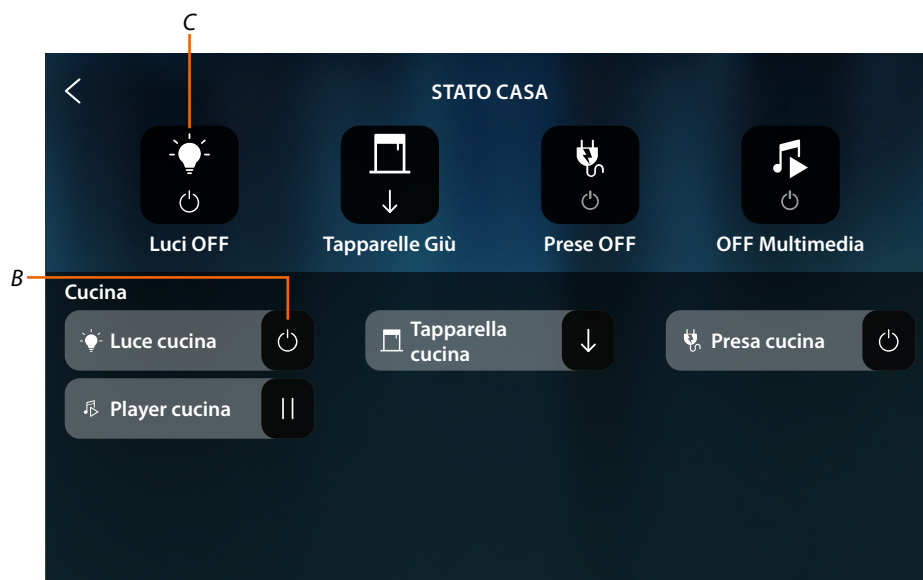 C
STATO CASA
Luci OFF
Tapparelle Giù
Prese OFF
OFF Multimedia
B
Cucina
Luce cucina
Tapparella
cucina
Presa cucina
Player cucina